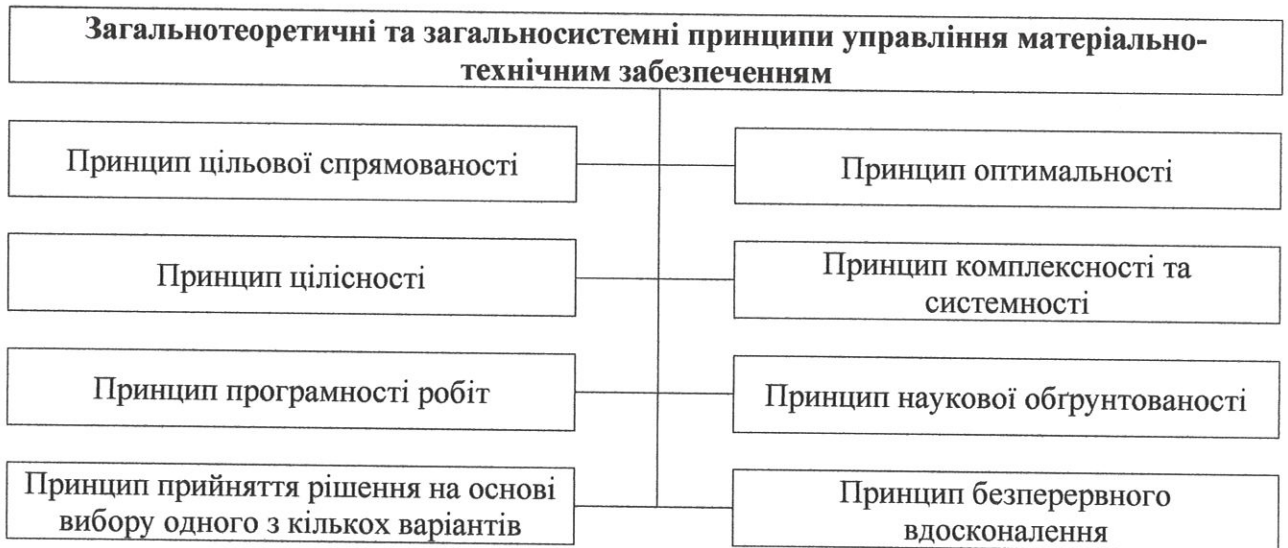 Загальнотеоретичні та загальносистемні принципи управління матеріально-
технічним забезпеченням
Принцип цільової спрямованості
Принцип оптимальності
Принцип цілісності
Принцип комплексності та
системності
Принцип програмності робіт
Принцип наукової обґрунтованості
Принцип прийняття рішення на основі
вибору одного з кількох варіантів
Принцип безперервного
вдосконалення